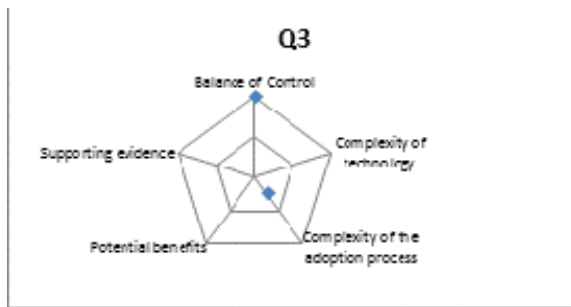 Q3
Balance of Control
Complexity of
technology
Supporting evidence
Complexity of the
adoption process
Potential benefits